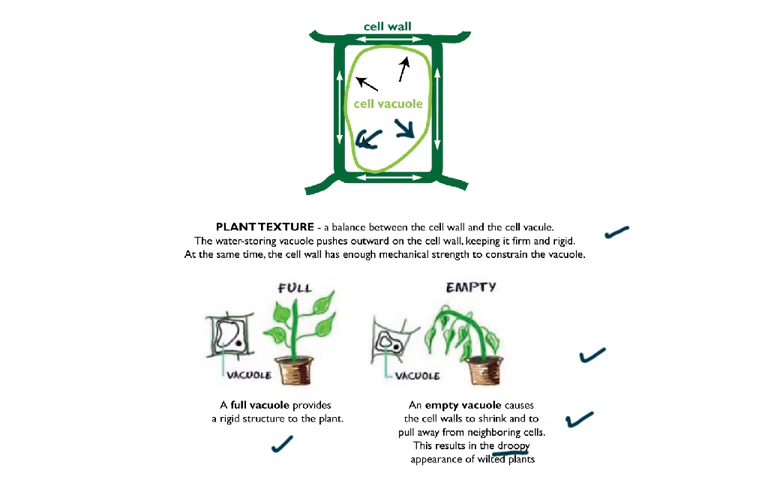 cell wall
cell vacuole
PLANT TEXTURE - a balance between the cell wall and the cell vacule.
The water-storing vacuole pushes outward on the cell wall, keeping it firm and rigid.
At the same time, the cell wall has enough mechanical strength to constrain the vacuole.
FULL
VACUOLE
A full vacuole provides
a rigid structure to the plant.
EMPTY
VACUOLE
An empty vacuole causes
the cell walls to shrink and to
pull away from neighboring cells.
This results in the droopy
appearance of wilted plants